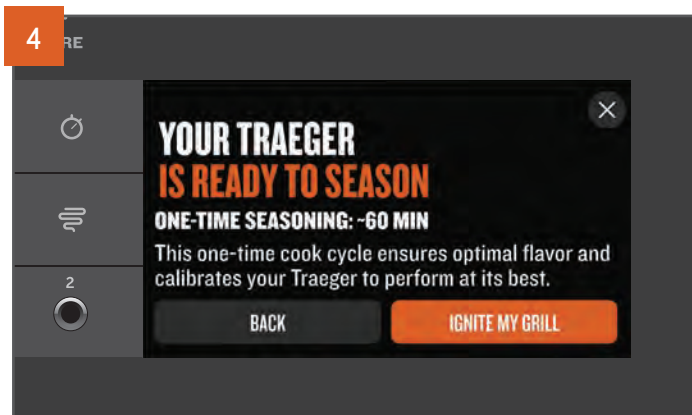 4
RE
YOUR TRAEGER
IS READY TO SEASON
ONE-TIME SEASONING: ~60 MIN
This one-time cook cycle ensures optimal flavor and
calibrates your Traeger to perform at its best.
2
BACK
IGNITE MY GRILL